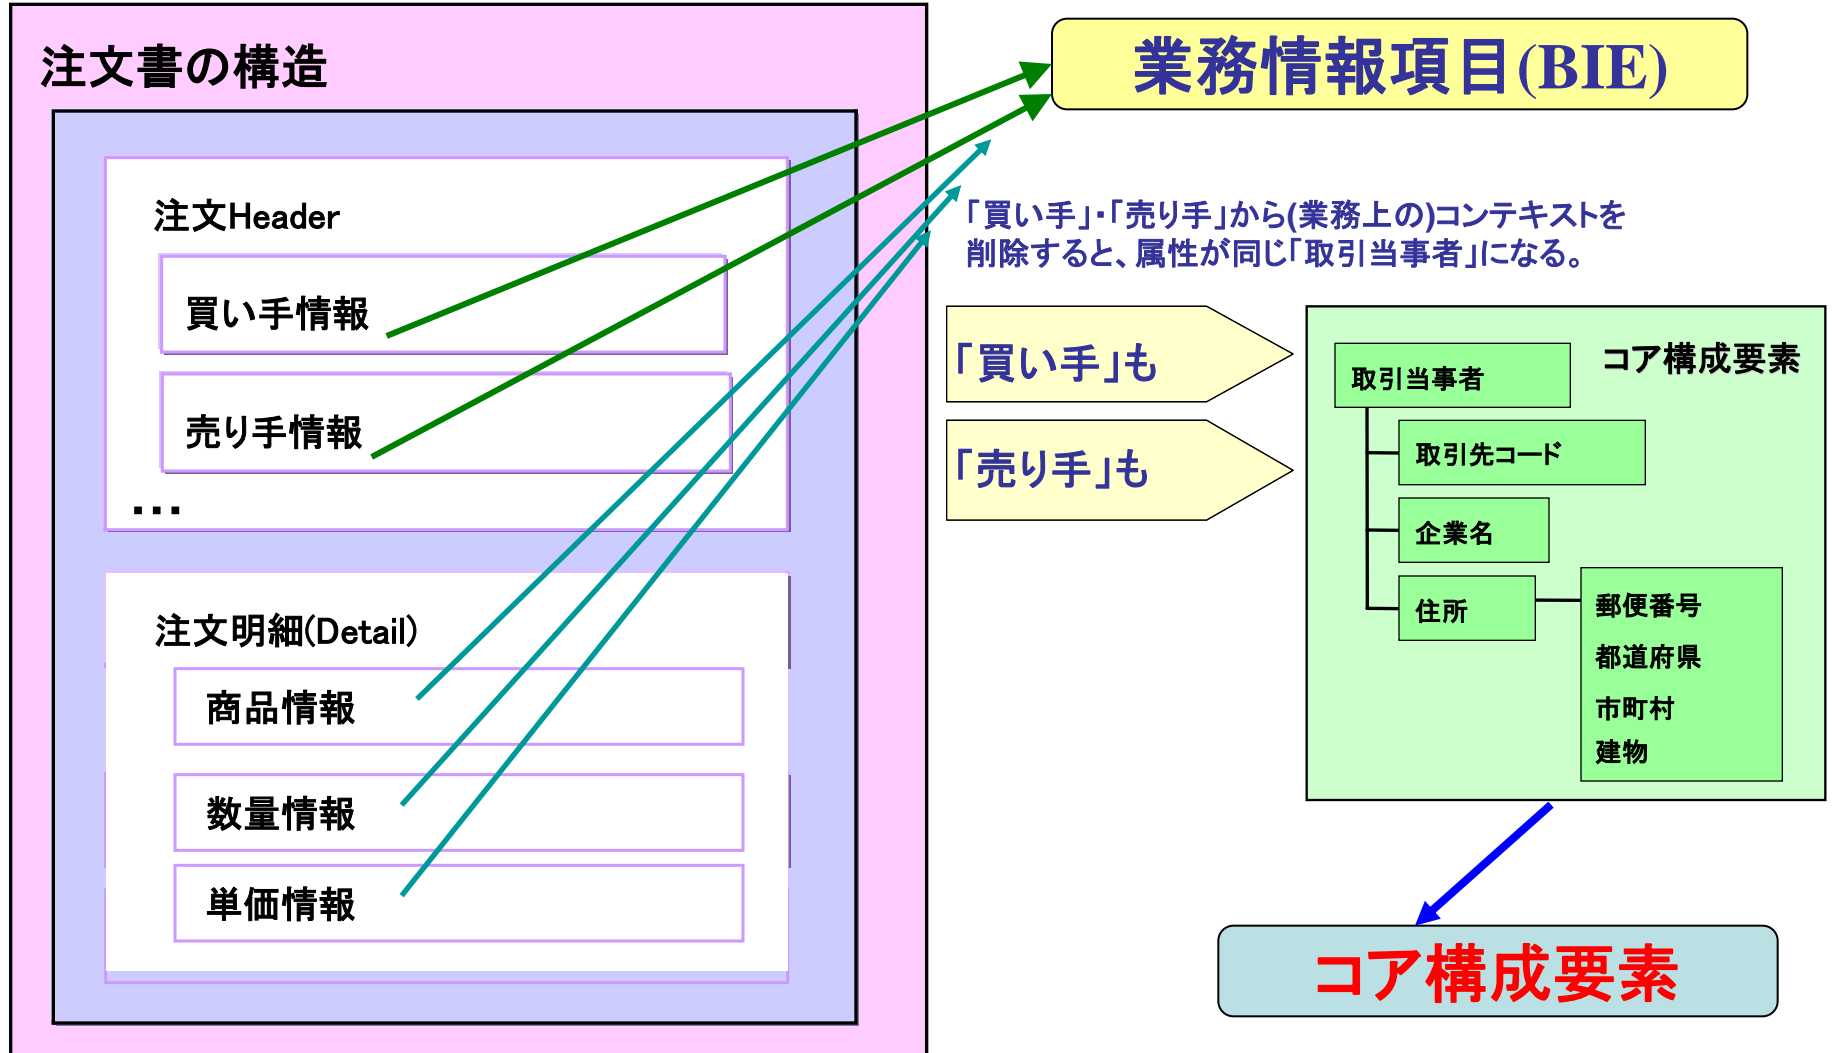 注文書の構造
注文Header
買い手情報
売り手情報
...
注文明細(Detail)
商品情報
数量情報
単価情報
業務情報項目(BIE)
「買い手」・「売り手」から(業務上の)コンテキストを
削除すると、属性が同じ「取引当事者」になる。
「買い手」も
「売り手」も
コア構成要素
取引当事者
取引先コード
企業名
住所
郵便番号
都道府県
市町村
建物
コア構成要素